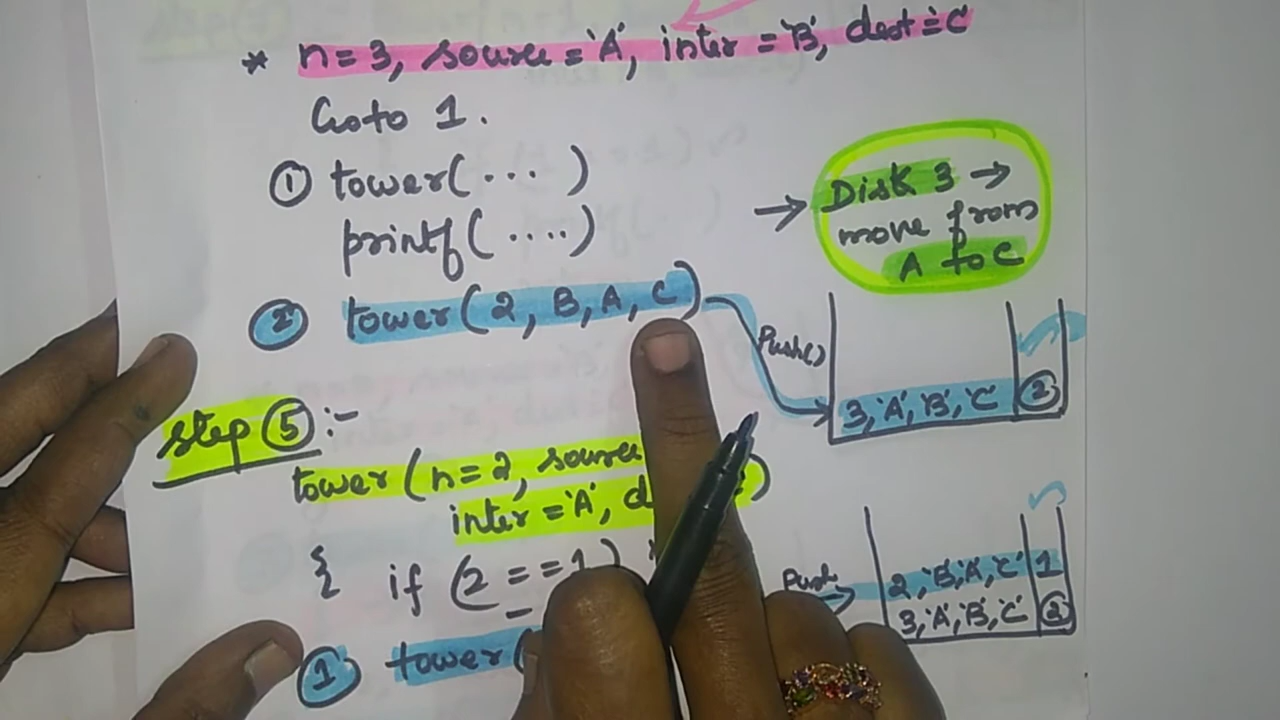 * n=3, source='A', inter='B', dest='C'
Goto 1.
① tower(... )
printf(....)
→ Disk 3 →
move from
A to C
② tower(2, B, A, C)
Push()
3,'A','B','C' ②
step ⑤:-
tower(n=2, source
inter='A', d
{ if (2==1)
Push
2,'B','A','C' 1
3,'A','B','C' ②
① tower(